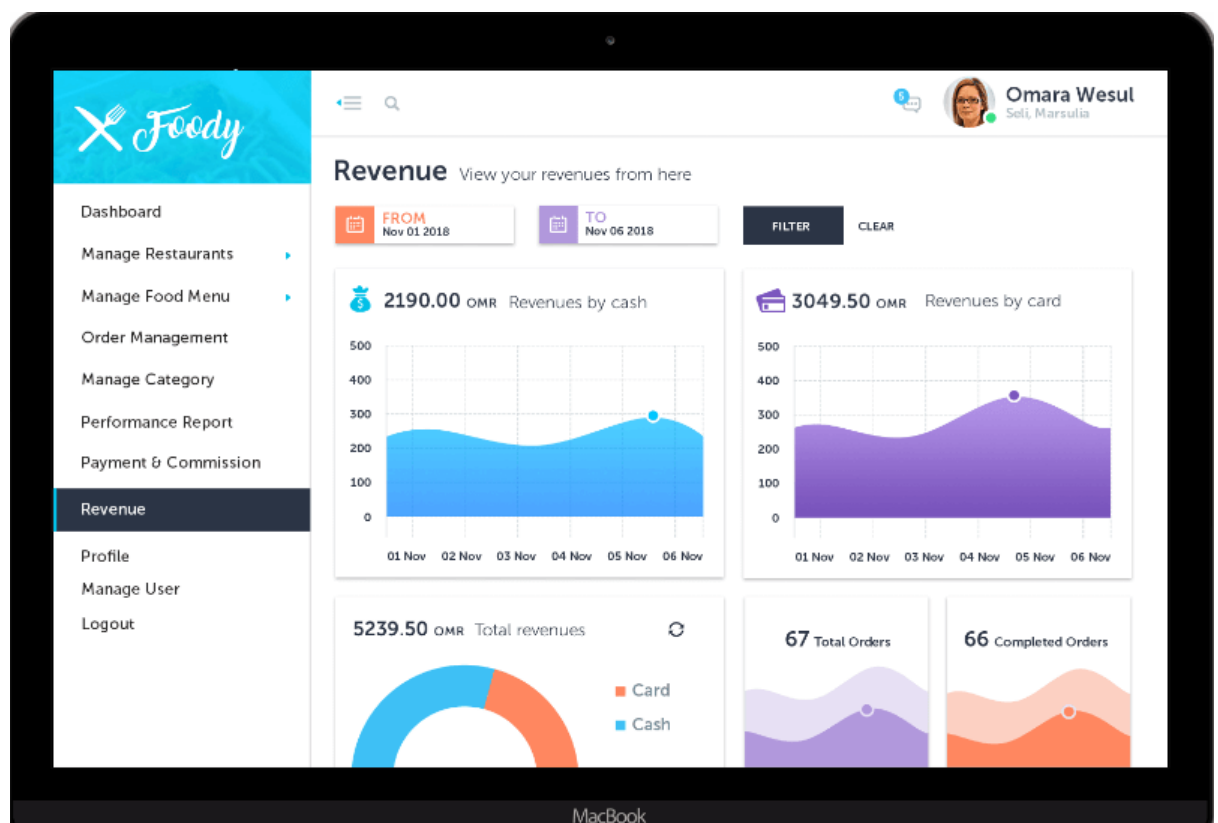 Foody
Dashboard
Manage Restaurants
Manage Food Menu
Order Management
Manage Category
Performance Report
Payment & Commission
Revenue
Profile
Manage User
Logout
5
Omara Wesul
Seli, Marsulia
Revenue View your revenues from here
FROM
Nov 01 2018
TO
Nov 06 2018
FILTER
CLEAR
$ 2190.00 OMR Revenues by cash
500
400
300
200
100
0
01 Nov 02 Nov 03 Nov 04 Nov 05 Nov 06 Nov
3049.50 OMR Revenues by card
500
400
300
200
100
0
01 Nov 02 Nov 03 Nov 04 Nov 05 Nov 06 Nov
5239.50 OMR Total revenues
Card
Cash
67 Total Orders
66 Completed Orders
MacBook